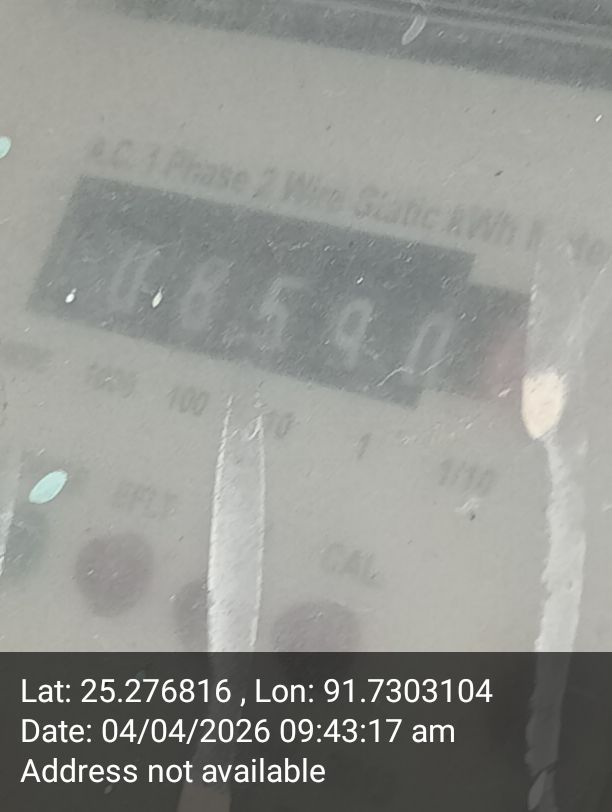 A.C. 1 Phase 2 Wire Static kWh
0 8 5 9 0
1000 100 10 1 1/10
CAL
Lat: 25.276816 , Lon: 91.7303104
Date: 04/04/2026 09:43:17 am
Address not available